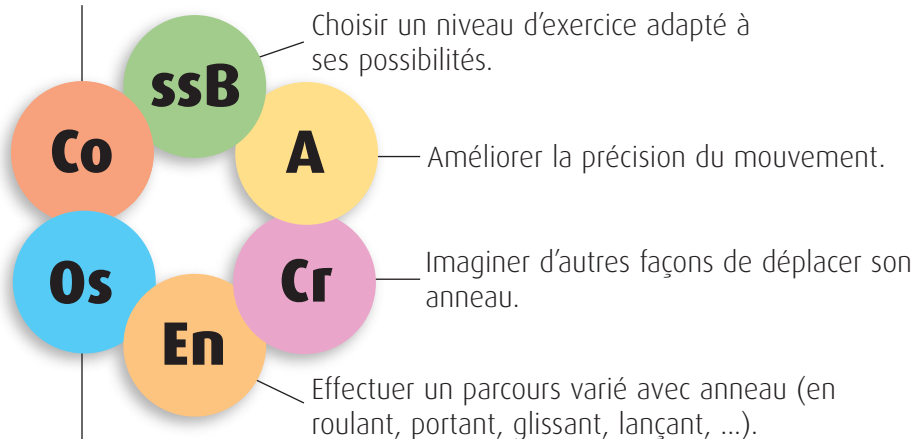 ssB
Choisir un niveau d’exercice adapté à
ses possibilités.
Co
A
Améliorer la précision du mouvement.
Os
Cr
Imaginer d’autres façons de déplacer son
anneau.
En
Effectuer un parcours varié avec anneau (en
roulant, portant, glissant, lançant, ...).